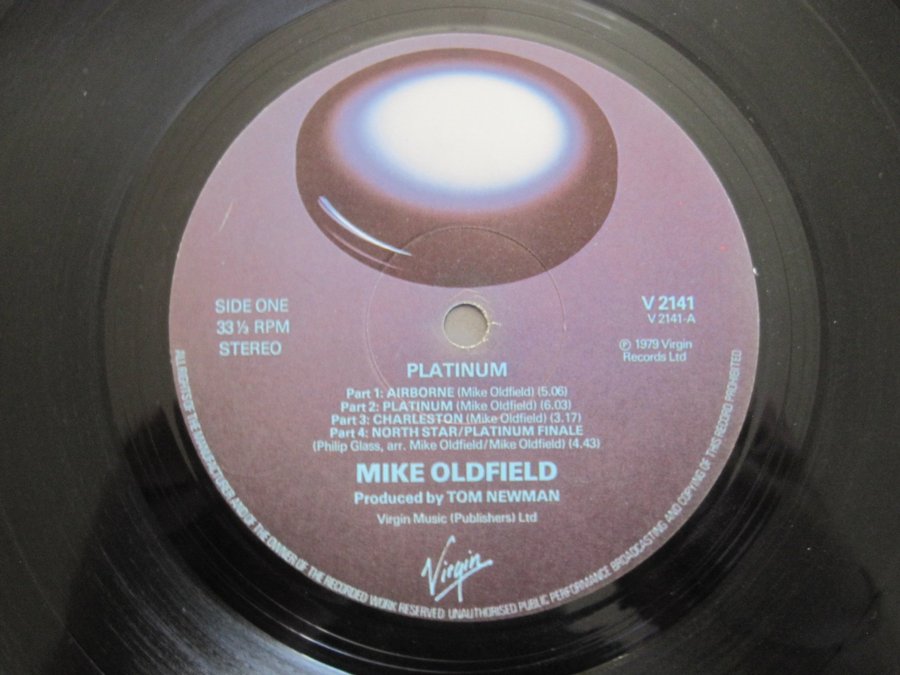 SIDE ONE
33⅓ RPM
STEREO
V 2141
V 2141-A
℗ 1979 Virgin
Records Ltd
PLATINUM
Part 1: AIRBORNE (Mike Oldfield) (5.06)
Part 2: PLATINUM (Mike Oldfield) (6.03)
Part 3: CHARLESTON (Mike Oldfield) (3.17)
Part 4: NORTH STAR/PLATINUM FINALE
(Philip Glass, arr. Mike Oldfield/Mike Oldfield) (4.43)
MIKE OLDFIELD
Produced by TOM NEWMAN
Virgin Music (Publishers) Ltd
Virgin
ALL RIGHTS OF THE MANUFACTURER AND OF THE OWNER OF THE RECORDED WORK RESERVED UNAUTHORISED PUBLIC PERFORMANCE BROADCASTING AND COPYING OF THIS RECORD PROHIBITED